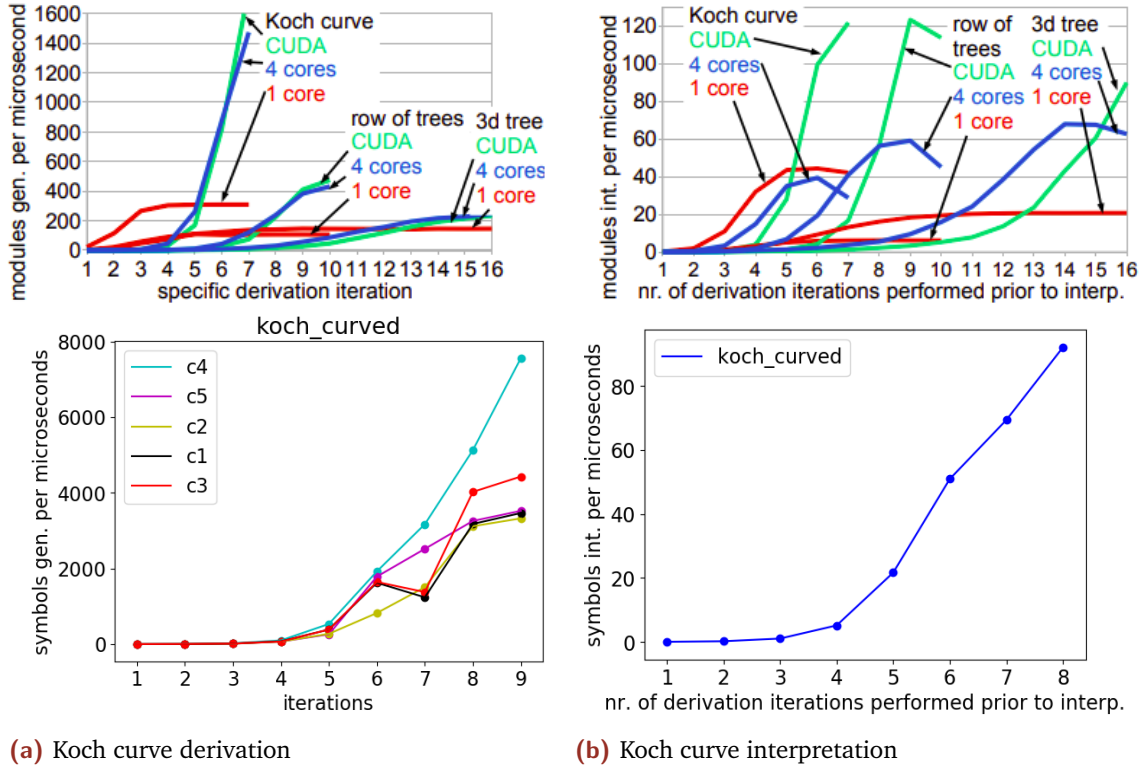 modules gen. per microsecond
1600
1400
1200
1000
800
600
400
200
0
Koch curve
CUDA
4 cores
1 core
row of trees
CUDA
4 cores
1 core
3d tree
CUDA
4 cores
1 core
1 2 3 4 5 6 7 8 9 10 11 12 13 14 15 16
specific derivation iteration
modules int. per microsecond
120
100
80
60
40
20
0
Koch curve
CUDA
4 cores
1 core
row of
trees
CUDA
4 cores
1 core
3d tree
CUDA
4 cores
1 core
1 2 3 4 5 6 7 8 9 10 11 12 13 14 15 16
nr. of derivation iterations performed prior to interp.
koch_curved
symbols gen. per microseconds
8000
6000
4000
2000
0
c4
c5
c2
c1
c3
1 2 3 4 5 6 7 8 9
iterations
symbols int. per microseconds
80
60
40
20
0
koch_curved
1 2 3 4 5 6 7 8
nr. of derivation iterations performed prior to interp.
(a) Koch curve derivation
(b) Koch curve interpretation